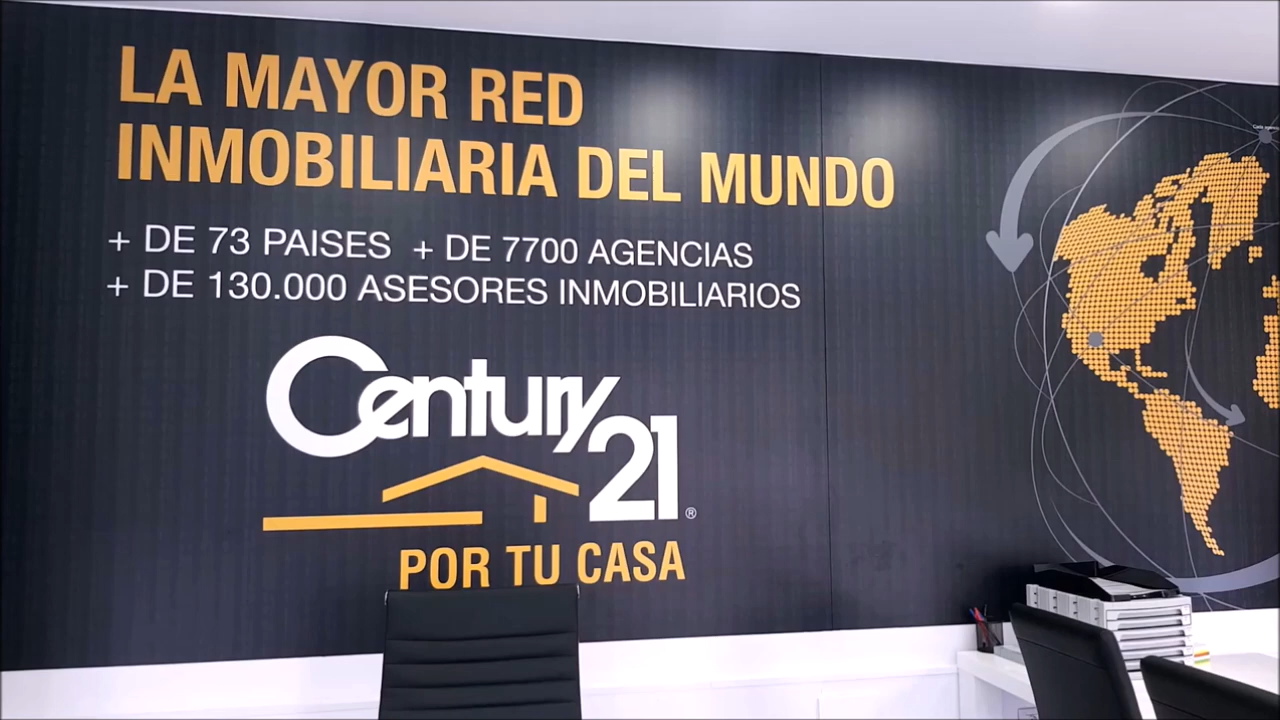 LA MAYOR RED
INMOBILIARIA DEL MUNDO
+ DE 73 PAISES + DE 7700 AGENCIAS
+ DE 130.000 ASESORES INMOBILIARIOS
Century
21®
POR TU CASA